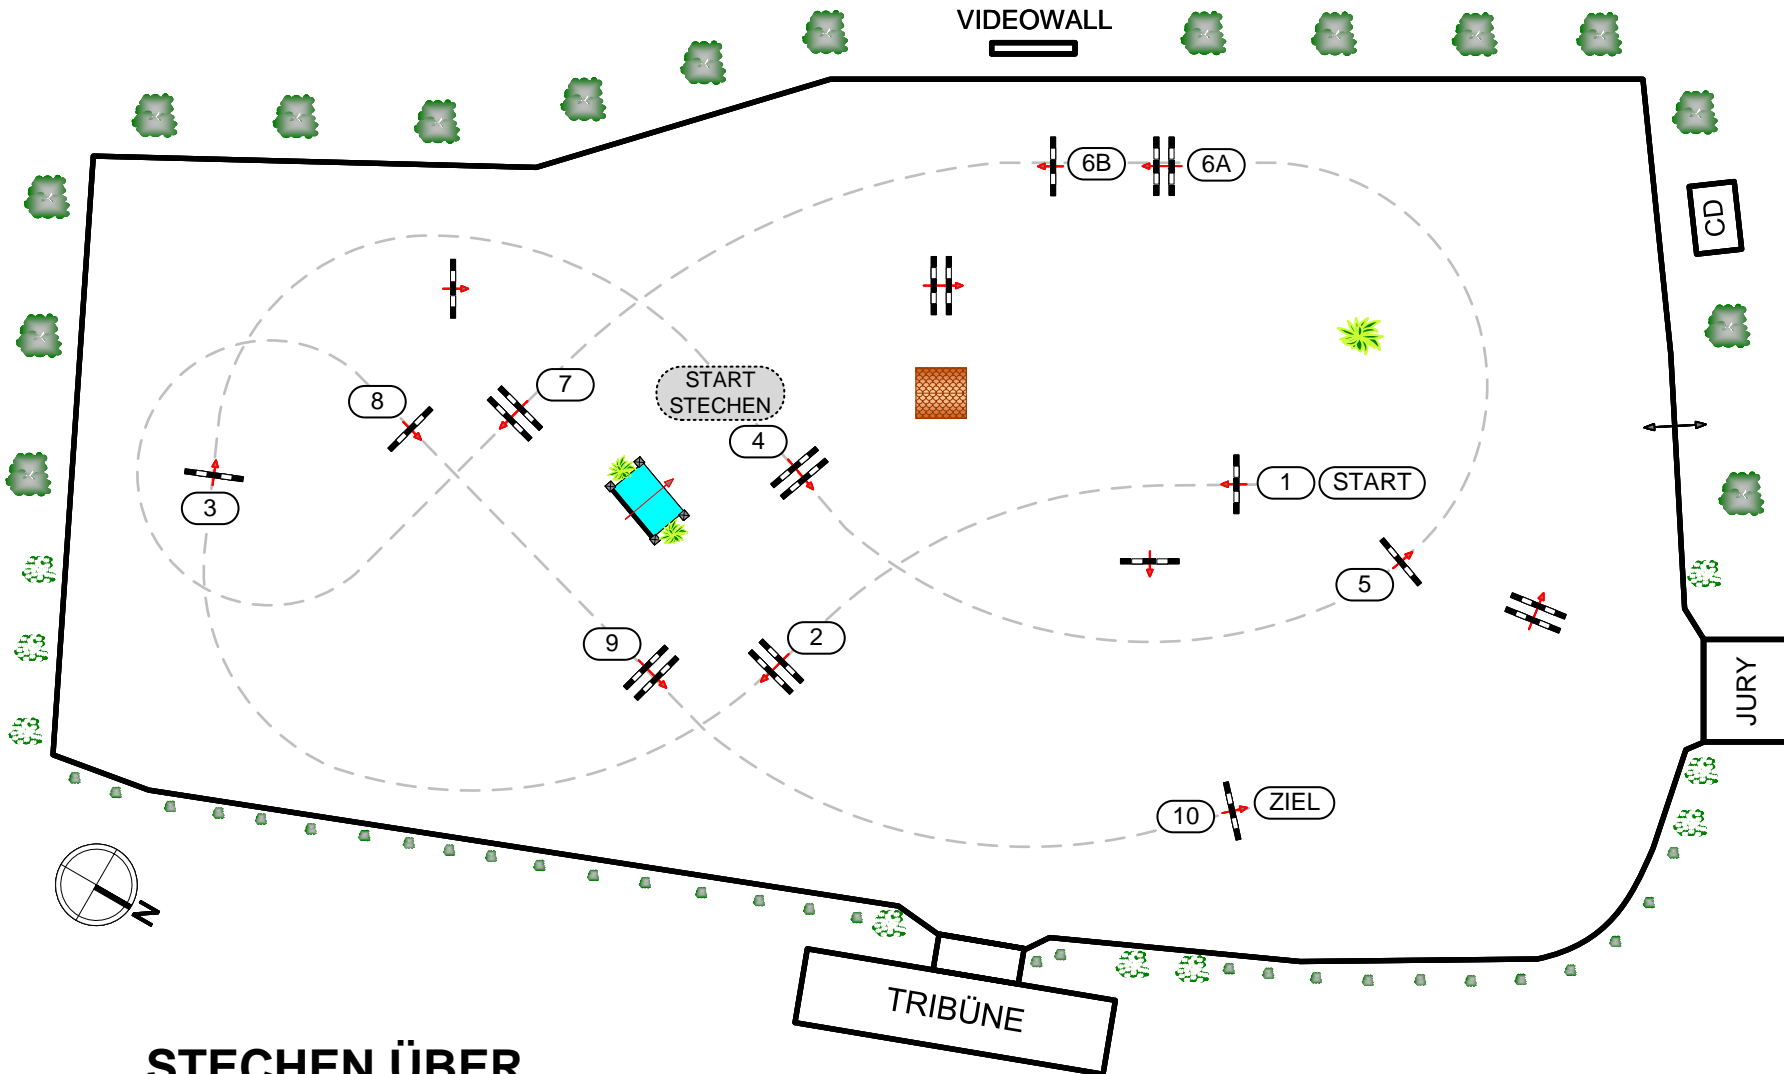 VIDEOWALL
6B
6A
CD
7
8
START
STECHEN
4
3
1
START
5
9
2
JURY
10
ZIEL
N
TRIBÜNE
STECHEN ÜBER